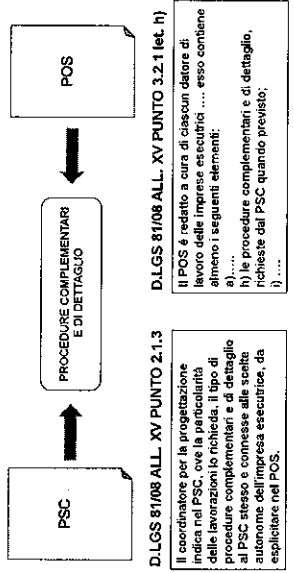 PSC
PROCEDURE COMPLEMENTARI
E DI DETTAGLIO
POS
D.LGS 81/08 ALL. XV PUNTO 2.1.3
Il coordinatore per la progettazione
indica nel PSC, ove la particolarità
delle lavorazioni lo richieda, il tipo di
procedure complementari e di dettaglio
al PSC stesso e connesse alle scelte
autonome dell'impresa esecutrice, da
esplicitare nel POS.
D.LGS 81/08 ALL. XV PUNTO 3.2.1 let. h)
Il POS é redatto a cura di ciascun datore di
lavoro delle imprese esecutrici .... esso contiene
almeno i seguenti elementi:
a).....
h) le procedure complementari e di dettaglio,
richieste dal PSC quando previsto;
i) ....